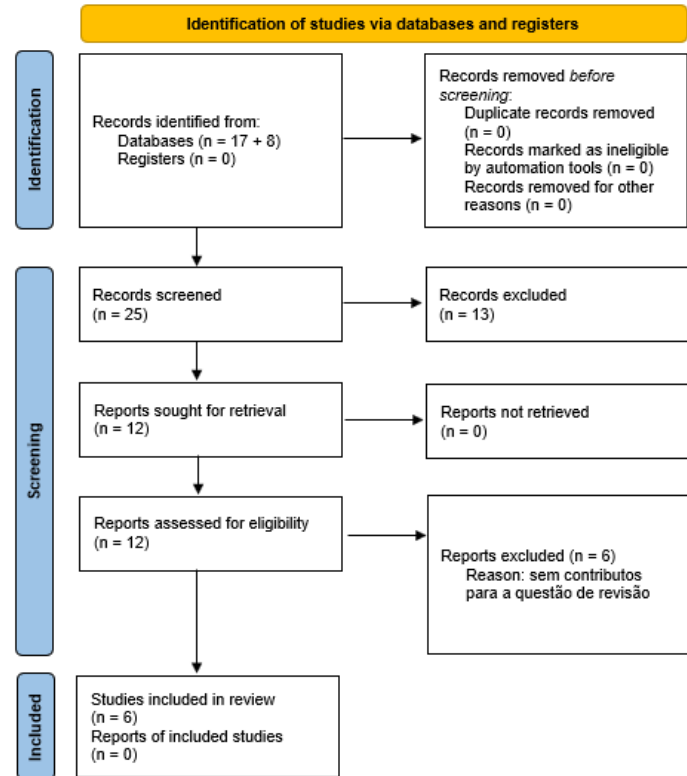 Identification of studies via databases and registers
Identification
Records identified from:
Databases (n = 17 + 8)
Registers (n = 0)
Records removed before
screening:
Duplicate records removed
(n = 0)
Records marked as ineligible
by automation tools (n = 0)
Records removed for other
reasons (n = 0)
Screening
Records screened
(n = 25)
Records excluded
(n = 13)
Reports sought for retrieval
(n = 12)
Reports not retrieved
(n = 0)
Reports assessed for eligibility
(n = 12)
Reports excluded (n = 6)
Reason: sem contributos
para a questão de revisão
Included
Studies included in review
(n = 6)
Reports of included studies
(n = 0)